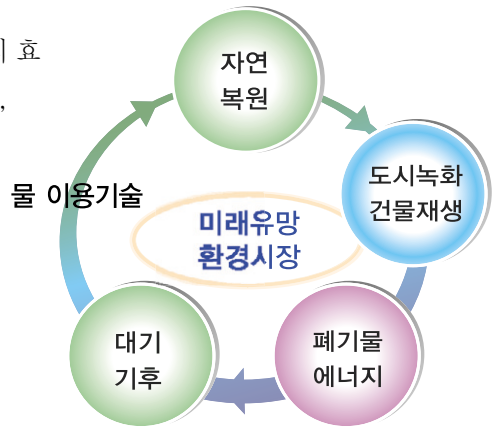 효
,
자연
복원
도시녹화
건물재생
물 이용기술
미래유망
환경시장
대기
기후
폐기물
에너지